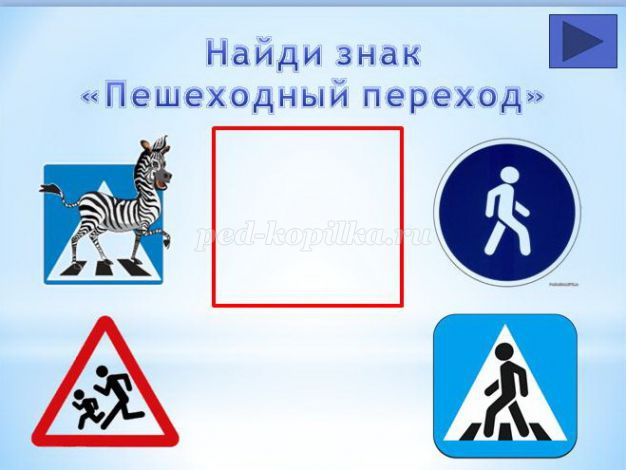 Найди знак
«Пешеходный переход»
ped-kopilka.ru